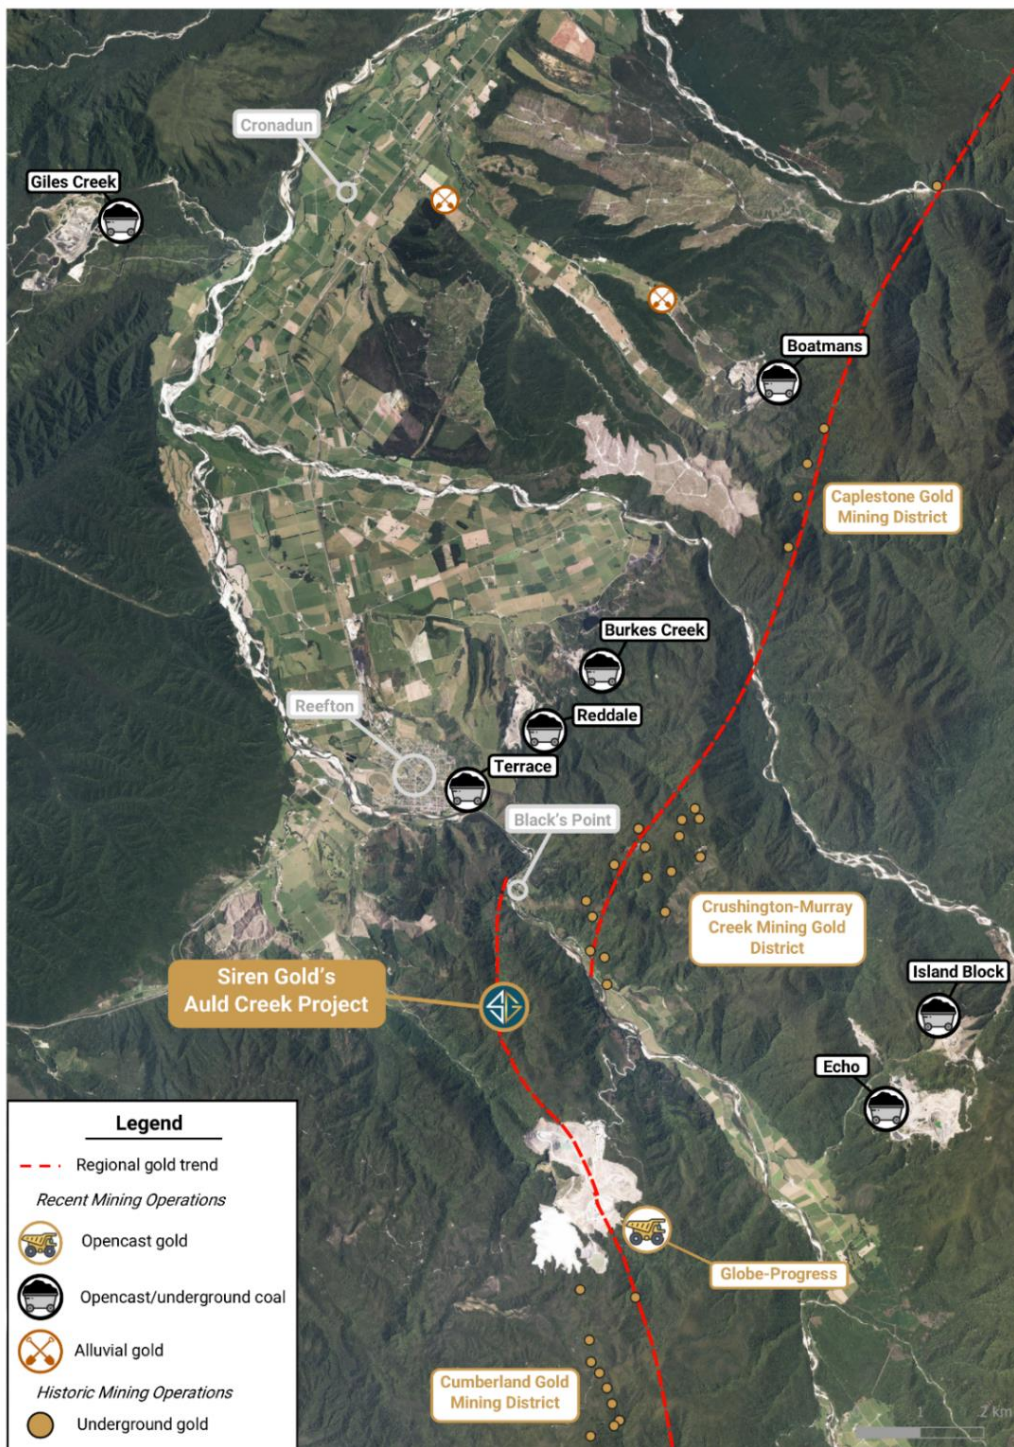 Cronadun
Giles Creek
Boatmans
Caplestone Gold
Mining District
Burkes Creek
Reefton
Reddale
Terrace
Black's Point
Crushington-Murray
Creek Mining Gold
District
Siren Gold's
Auld Creek Project
Island Block
Echo
Globe-Progress
Cumberland Gold
Mining District
Legend
Regional gold trend
Recent Mining Operations
Opencast gold
Opencast/underground coal
Alluvial gold
Historic Mining Operations
Underground gold
1 2 km